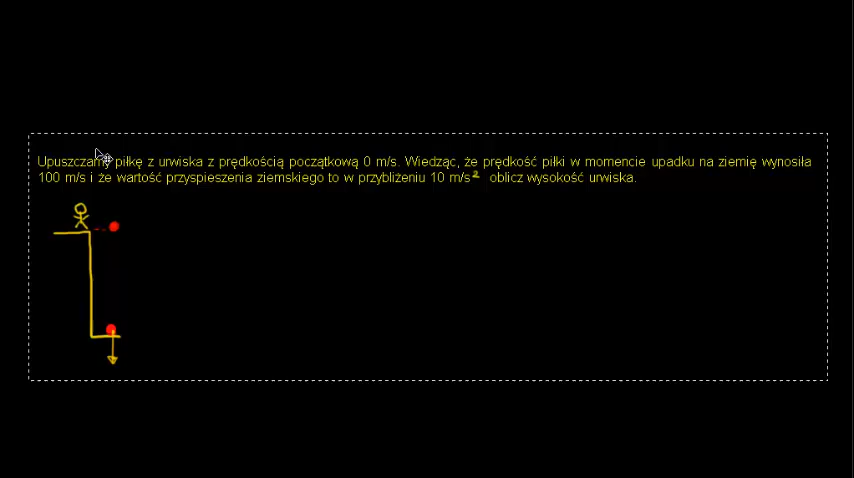 Upuszczamy piłkę z urwiska z prędkością początkową 0 m/s. Wiedząc, że prędkość piłki w momencie upadku na ziemię wynosiła
100 m/s i że wartość przyspieszenia ziemskiego to w przybliżeniu 10 m/s² oblicz wysokość urwiska.